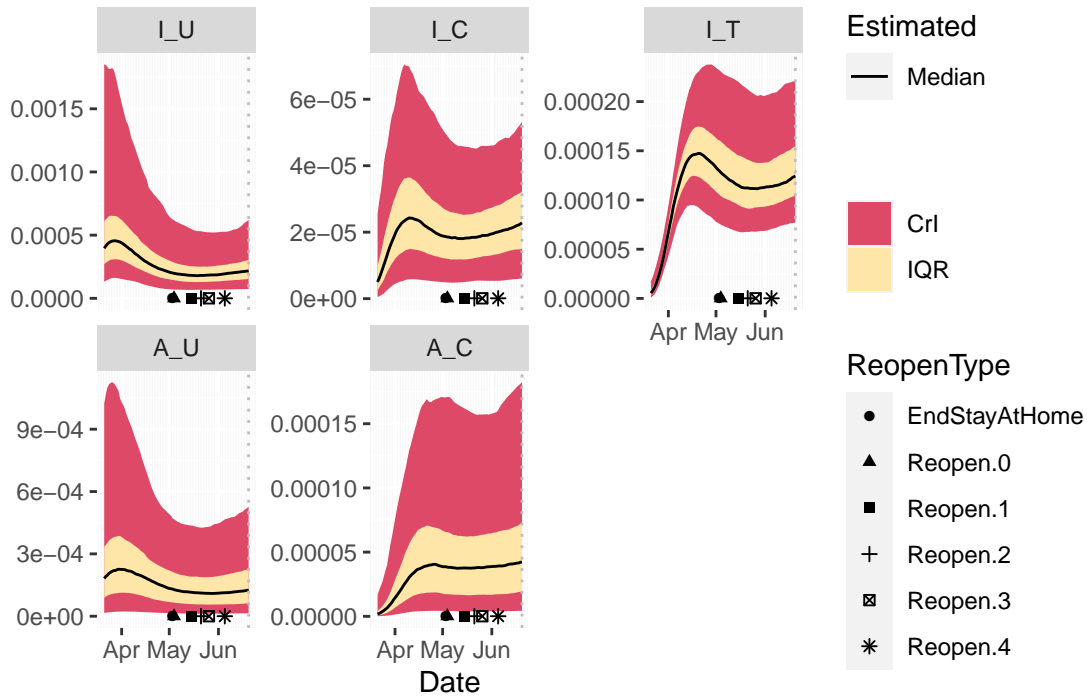 I_U
I_C
I_T
0.0015
0.0010
0.0005
0.0000
6e−05
4e−05
2e−05
0e+00
0.00020
0.00015
0.00010
0.00005
0.00000
Apr May Jun
A_U
A_C
9e−04
6e−04
3e−04
0e+00
0.00015
0.00010
0.00005
0.00000
Apr May Jun
Apr May Jun
Date
Estimated
Median
CrI
IQR
ReopenType
EndStayAtHome
Reopen.0
Reopen.1
Reopen.2
Reopen.3
Reopen.4